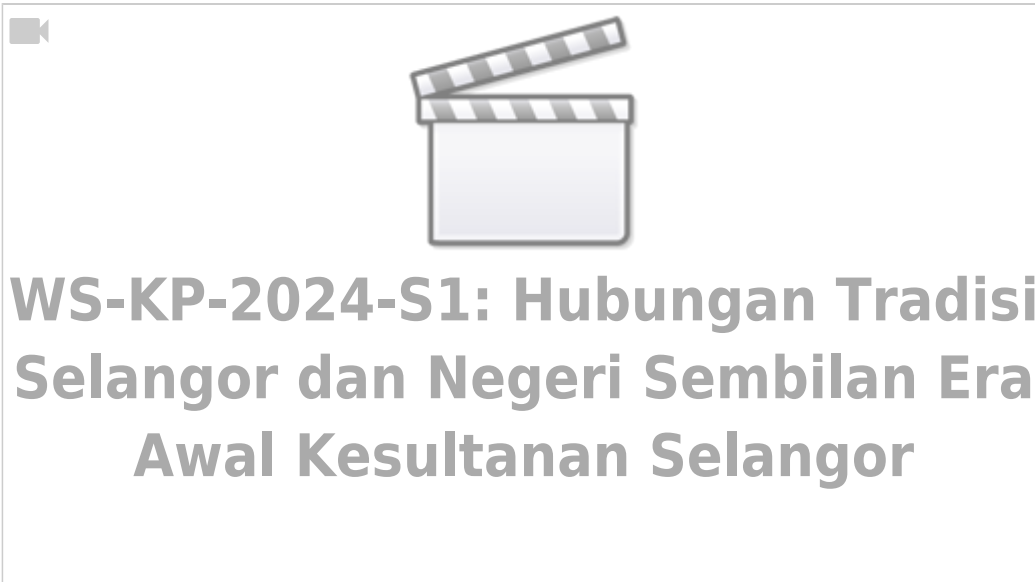 WS-KP-2024-S1: Hubungan Tradisi
Selangor dan Negeri Sembilan Era
Awal Kesultanan Selangor